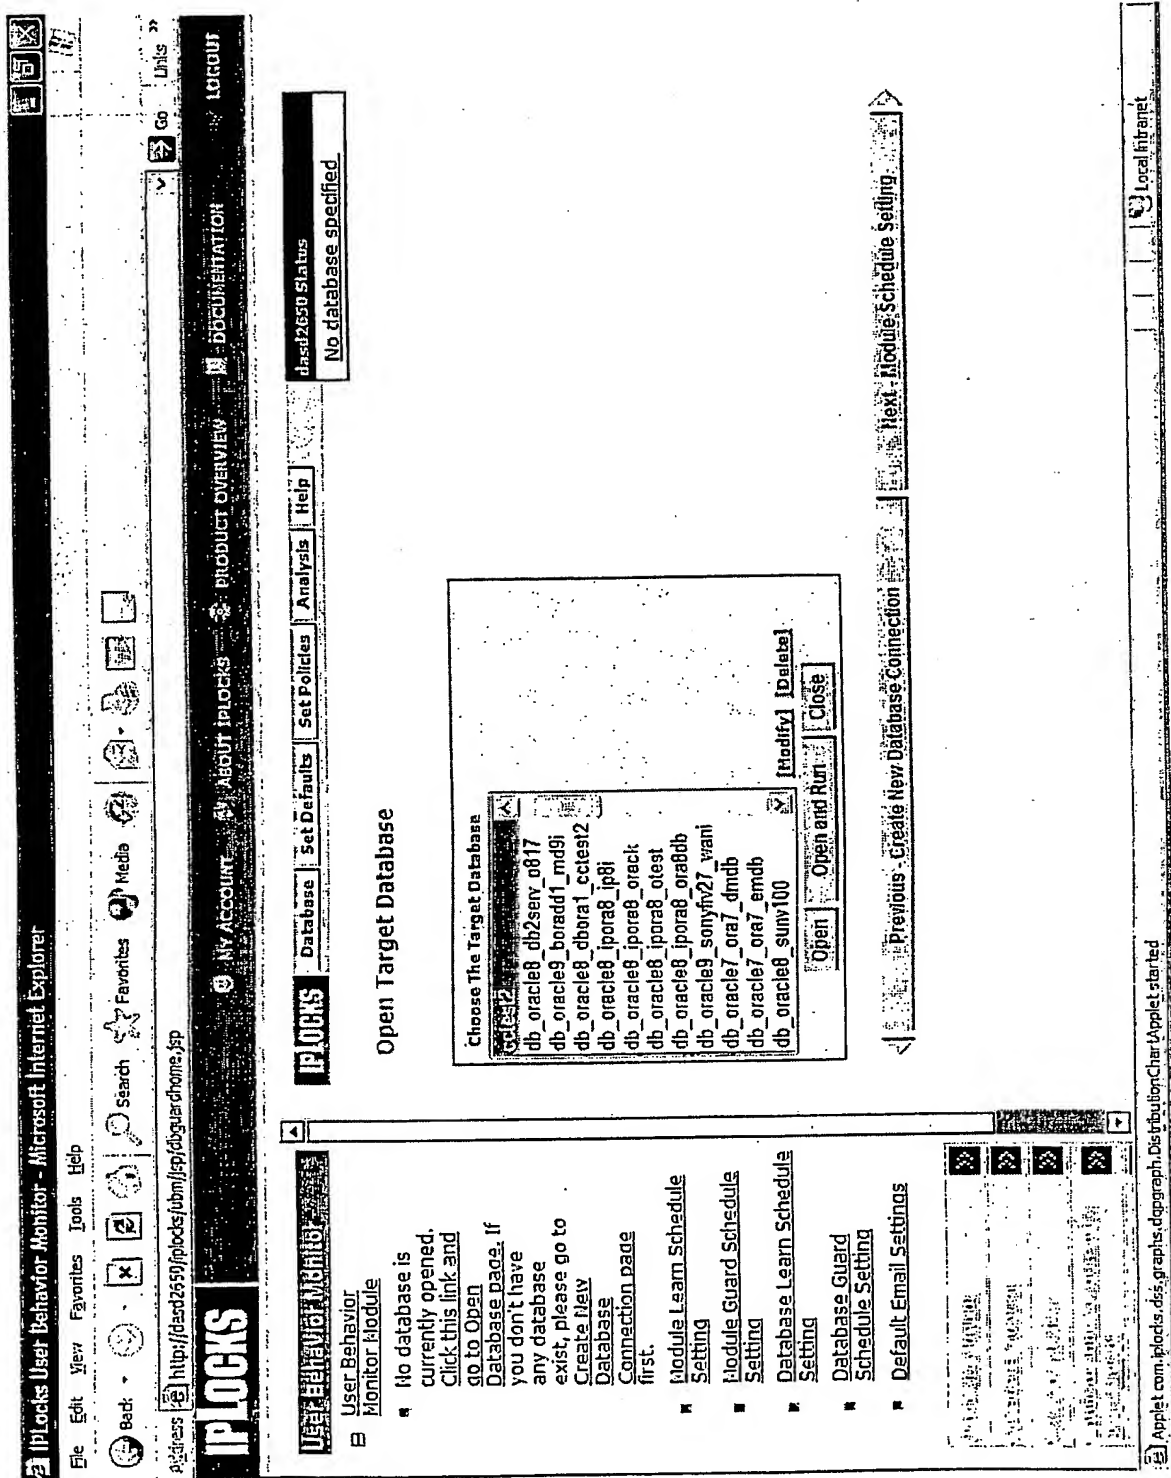 IPLocks User Behavior Monitor - Microsoft Internet Explorer
File Edit View Favorites Tools Help
Back Search Favorites Media
Address http://dasd2650/iplocks/ubm/jsp/dbguardhome.jsp Go Links »
IPLOCKS MY ACCOUNT ABOUT IPLOCKS PRODUCT OVERVIEW DOCUMENTATION LOGOUT
User Behavior Monitor
User Behavior
Monitor Module
No database is
currently opened.
Click this link and
go to Open
Database page. If
you don't have
any database
exist, please go to
Create New
Database
Connection page
first.
Module Learn Schedule
Setting
Module Guard Schedule
Setting
Database Learn Schedule
Setting
Database Guard
Schedule Setting
Default Email Settings
IPLOCKS Database Set Defaults Set Policies Analysis Help
dasd2650 Status
No database specified
Open Target Database
Choose The Target Database
cctest2
db_oracle8_db2serv_o817
db_oracle9_boradd1_md9i
db_oracle8_dbora1_cctest2
db_oracle8_ipora8_ip8i
db_oracle8_ipora8_orack
db_oracle8_ipora8_otest
db_oracle8_ipora8_ora8db
db_oracle9_sonyhv27_wani
db_oracle7_ora7_dmdb
db_oracle7_ora7_emdb
db_oracle8_sunv100
[Modify] [Delete]
Open Open and Run Close
Previous - Create New Database Connection
Next - Module Schedule Setting
Applet com.iplocks.dss.graphs.dqpgraph.DistributionChartApplet started
Local intranet